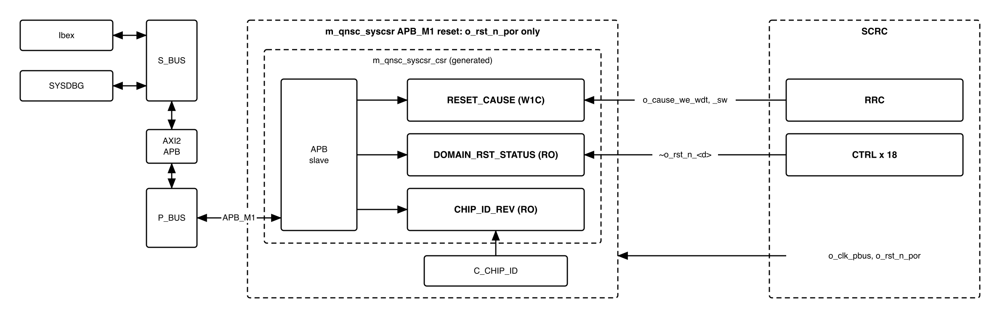 Ibex
SYSDBG
S_BUS
AXI2
APB
P_BUS
APB_M1
m_qnsc_syscsr APB_M1 reset: o_rst_n_por only
m_qnsc_syscsr_csr (generated)
APB
slave
RESET_CAUSE (W1C)
DOMAIN_RST_STATUS (RO)
CHIP_ID_REV (RO)
C_CHIP_ID
o_cause_we_wdt, _sw
~o_rst_n_<d>
SCRC
RRC
CTRL x 18
o_clk_pbus, o_rst_n_por